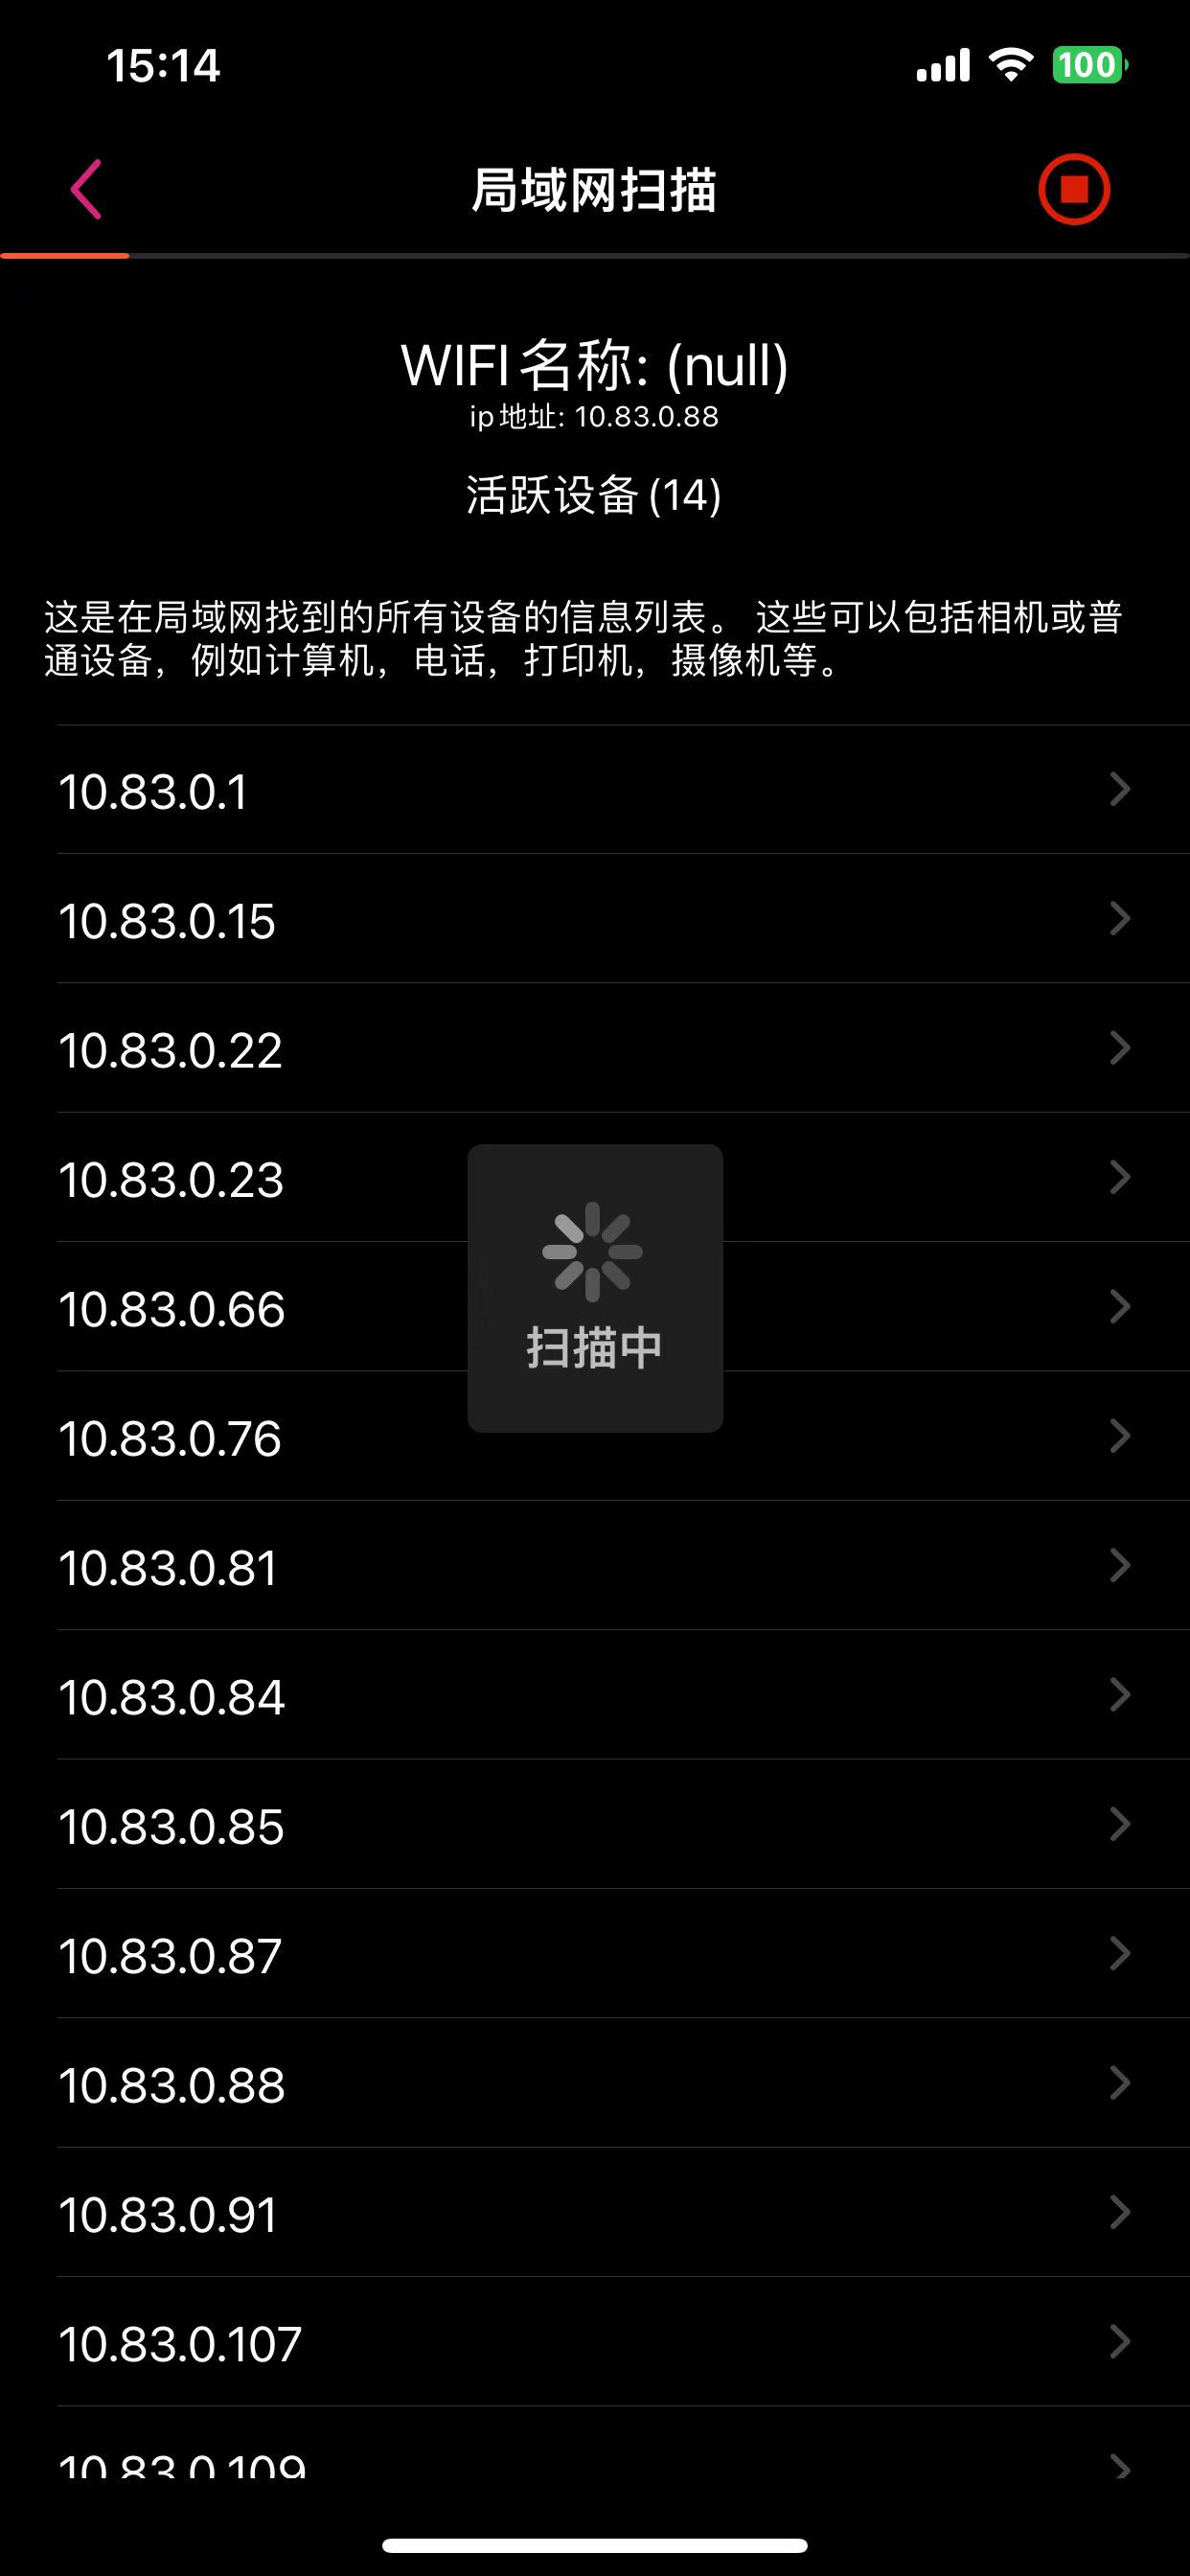 15:14
100
局域网扫描
WIFI名称: (null)
ip地址: 10.83.0.88
活跃设备(14)
这是在局域网找到的所有设备的信息列表。 这些可以包括相机或普
通设备，例如计算机，电话，打印机，摄像机等。
10.83.0.1
10.83.0.15
10.83.0.22
10.83.0.23
10.83.0.66
扫描中
10.83.0.76
10.83.0.81
10.83.0.84
10.83.0.85
10.83.0.87
10.83.0.88
10.83.0.91
10.83.0.107
10.83.0.109